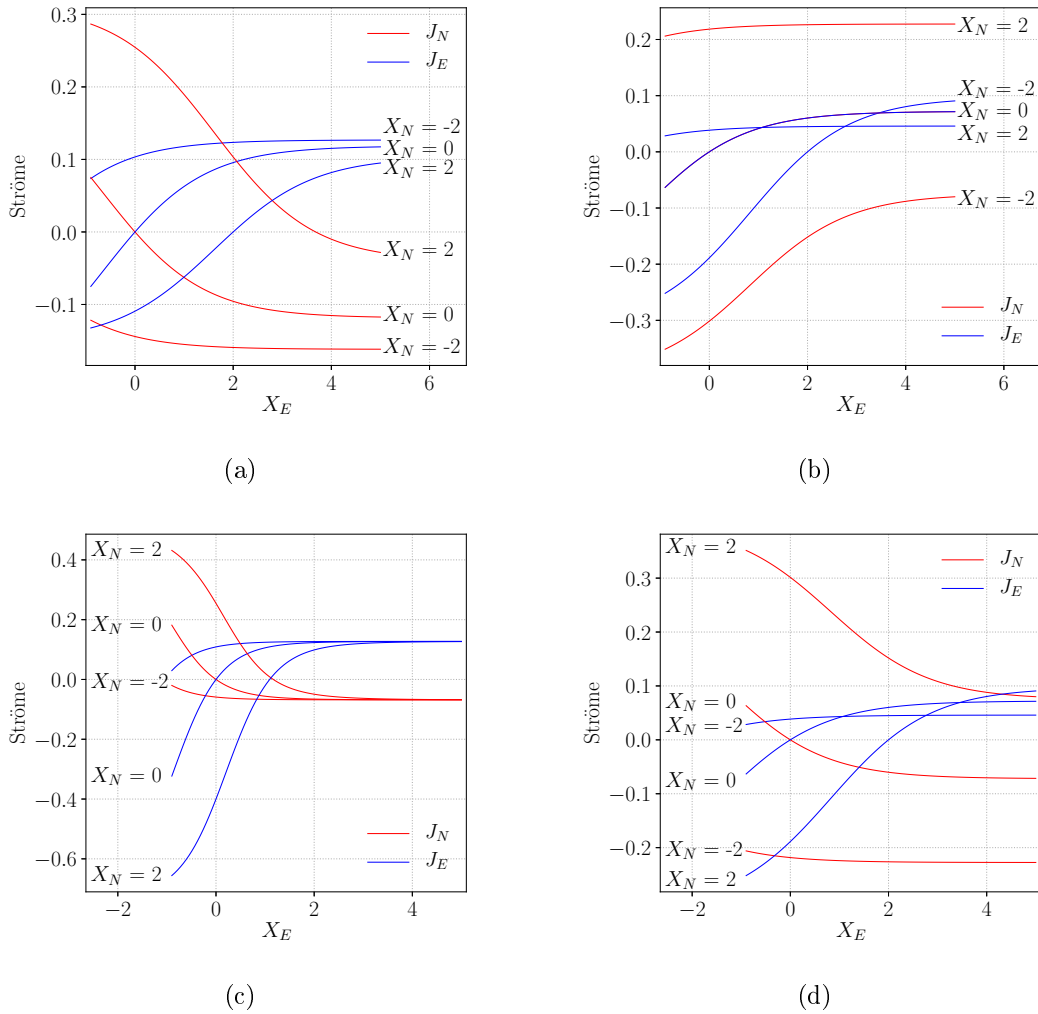 0.3
0.2
0.1
0.0
−0.1
Ströme
0 2 4 6
X_E
J_N
J_E
X_N = -2
X_N = 0
X_N = 2
X_N = 2
X_N = 0
X_N = -2
(a)
0.2
0.1
0.0
−0.1
−0.2
−0.3
Ströme
0 2 4 6
X_E
X_N = 2
X_N = -2
X_N = 0
X_N = 2
X_N = -2
J_N
J_E
(b)
0.4
0.2
0.0
−0.2
−0.4
−0.6
Ströme
−2 0 2 4
X_E
X_N = 2
X_N = 0
X_N = -2
X_N = 0
X_N = 2
J_N
J_E
(c)
0.3
0.2
0.1
0.0
−0.1
−0.2
Ströme
−2 0 2 4
X_E
X_N = 2
X_N = 0
X_N = -2
X_N = 0
X_N = -2
X_N = 2
J_N
J_E
(d)